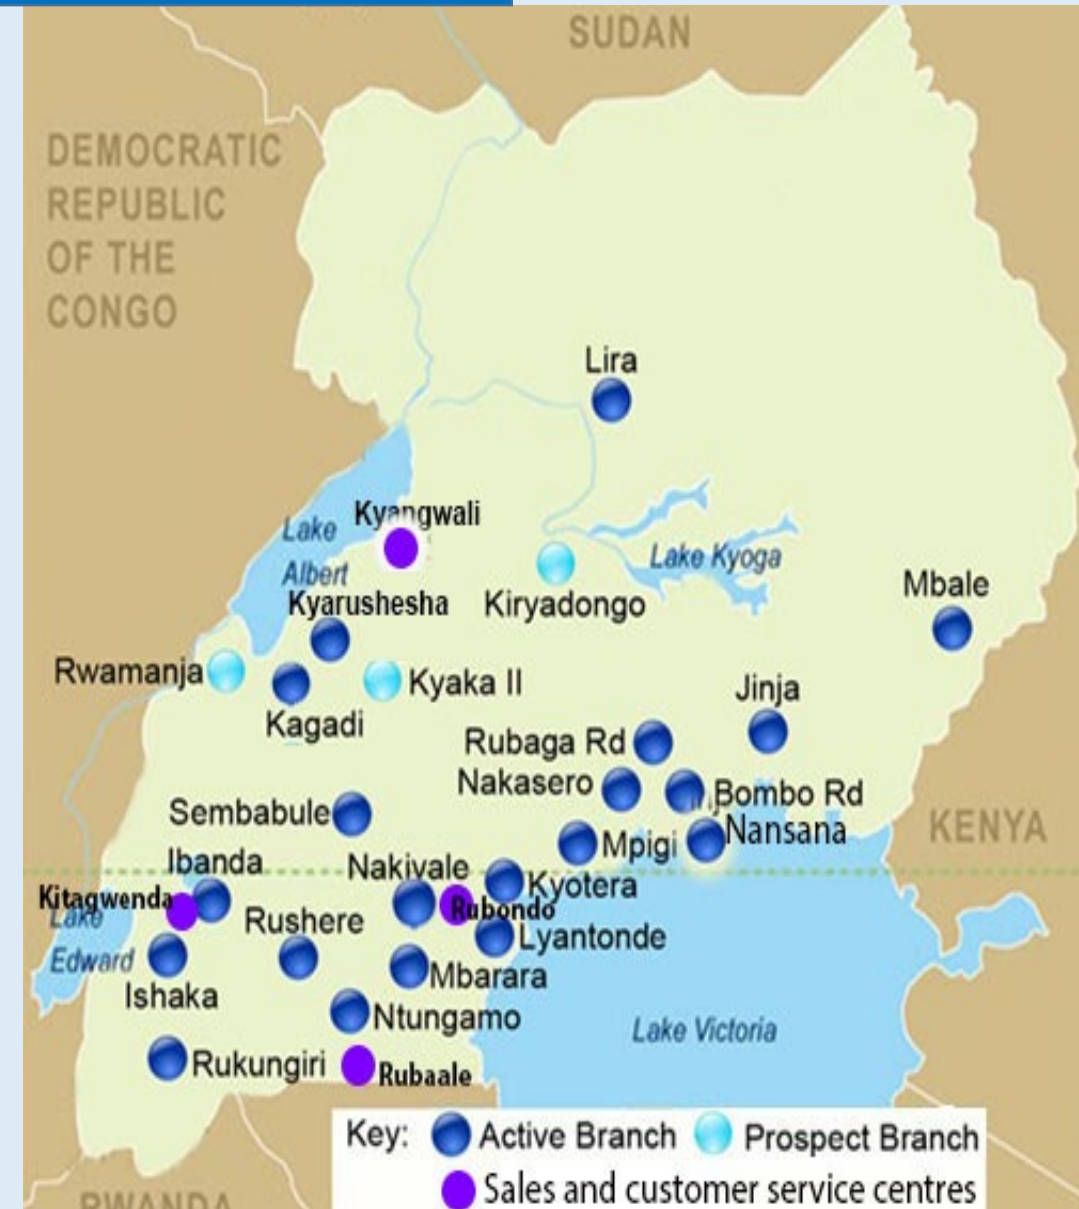 SUDAN
DEMOCRATIC
REPUBLIC
OF THE
CONGO
Lira
Kyangwali
Lake
Albert
Lake Kyoga
Kyarushesha
Kiryadongo
Mbale
Rwamanja
Kyaka II
Kagadi
Jinja
Rubaga Rd
Nakasero
Bombo Rd
Sembabule
Mpigi
Nansana
KENYA
Ibanda
Nakivale
Kyotera
Kitagwenda
Rubondo
Lake
Edward
Rushere
Lyantonde
Mbarara
Ishaka
Ntungamo
Lake Victoria
Rukungiri
Rubaale
Key: Active Branch Prospect Branch
Sales and customer service centres
RWANDA